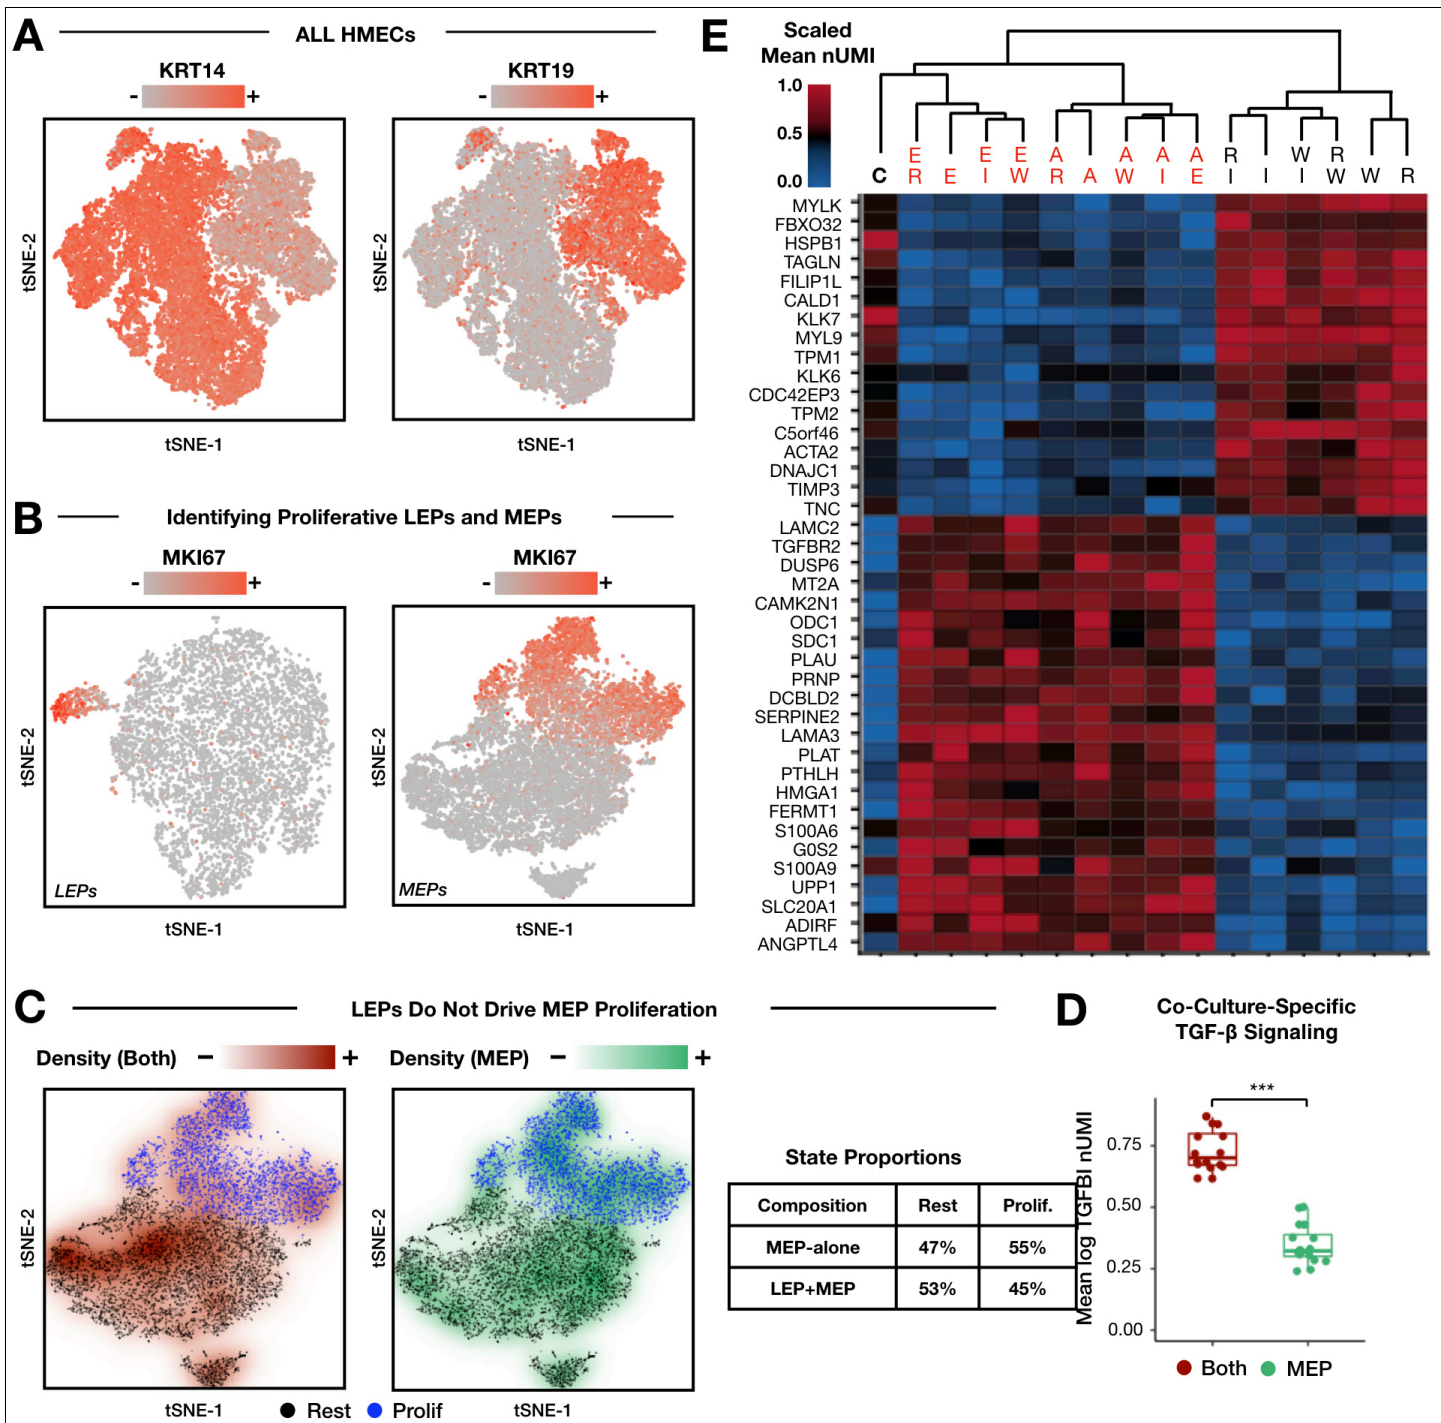 A
ALL HMECs
KRT14
- +
KRT19
- +
tSNE-2
tSNE-1
tSNE-2
tSNE-1
B
Identifying Proliferative LEPs and MEPs
MKI67
- +
MKI67
- +
tSNE-2
LEPs
tSNE-1
tSNE-2
MEPs
tSNE-1
C
LEPs Do Not Drive MEP Proliferation
Density (Both) − +
Density (MEP) − +
tSNE-2
tSNE-1
tSNE-2
tSNE-1
Rest Prolif
State Proportions
Composition Rest Prolif.
MEP-alone 47% 55%
LEP+MEP 53% 45%
D
Co-Culture-Specific
TGF-β Signaling
***
Mean log TGFBI nUMI
0.75
0.50
0.25
0.00
Both MEP
E
Scaled
Mean nUMI
1.0
0.5
0.0
E E E A A A A R W R
C R E I W R A W I E I I I W W R
MYLK
FBXO32
HSPB1
TAGLN
FILIP1L
CALD1
KLK7
MYL9
TPM1
KLK6
CDC42EP3
TPM2
C5orf46
ACTA2
DNAJC1
TIMP3
TNC
LAMC2
TGFBR2
DUSP6
MT2A
CAMK2N1
ODC1
SDC1
PLAU
PRNP
DCBLD2
SERPINE2
LAMA3
PLAT
PTHLH
HMGA1
FERMT1
S100A6
G0S2
S100A9
UPP1
SLC20A1
ADIRF
ANGPTL4